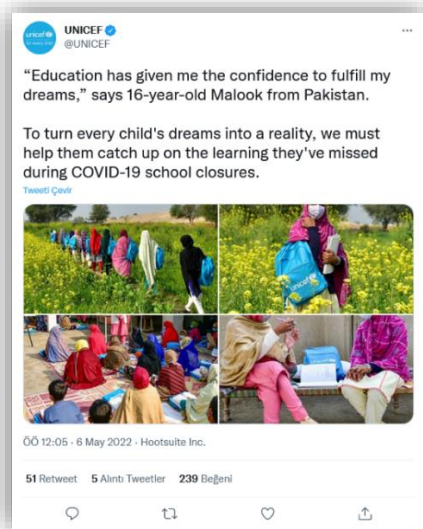 unicef
UNICEF
@UNICEF
“Education has given me the confidence to fulfill my
dreams,” says 16-year-old Malook from Pakistan.
To turn every child's dreams into a reality, we must
help them catch up on the learning they've missed
during COVID-19 school closures.
Tweeti Çevir
unicef
ÖÖ 12:05 · 6 May 2022 · Hootsuite Inc.
51 Retweet 5 Alıntı Tweetler 239 Beğeni